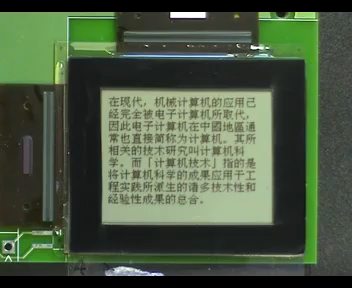 在现代，机械计算机的应用已
经完全被电子计算机所取代，
因此电子计算机在中國地區通
常也直接简称为计算机。其所
相关的技术研究叫计算机科
学。而「计算机技术」指的是
将计算机科学的成果应用于工
程实践所派生的诸多技术性和
经验性成果的总合。